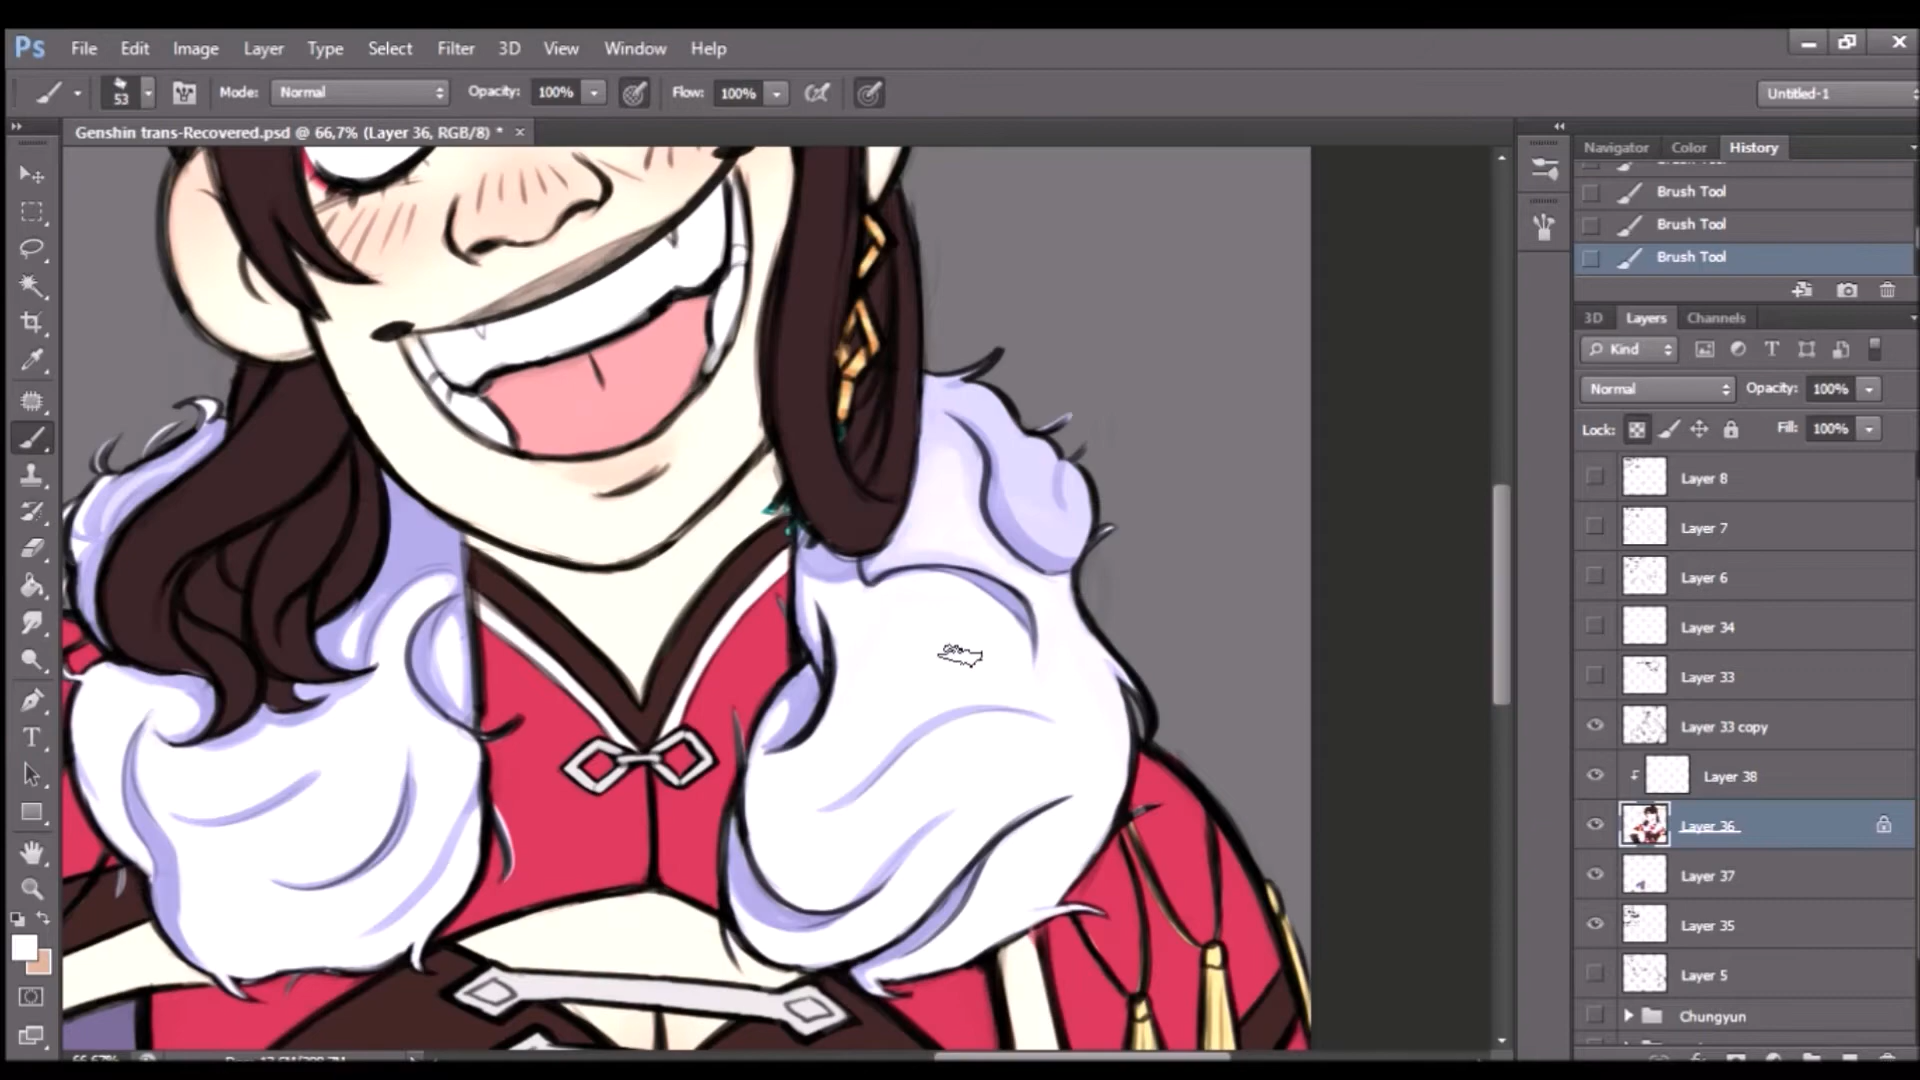 Ps File Edit Image Layer Type Select Filter 3D View Window Help
53 Mode: Normal Opacity: 100% Flow: 100% Untitled-1
Genshin trans-Recovered.psd @ 66,7% (Layer 36, RGB/8) *
Navigator Color History
Brush Tool
Brush Tool
Brush Tool
3D Layers Channels
Kind
Normal Opacity: 100%
Lock: Fill: 100%
Layer 8
Layer 7
Layer 6
Layer 34
Layer 33
Layer 33 copy
Layer 38
Layer 36
Layer 37
Layer 35
Layer 5
Chungyun